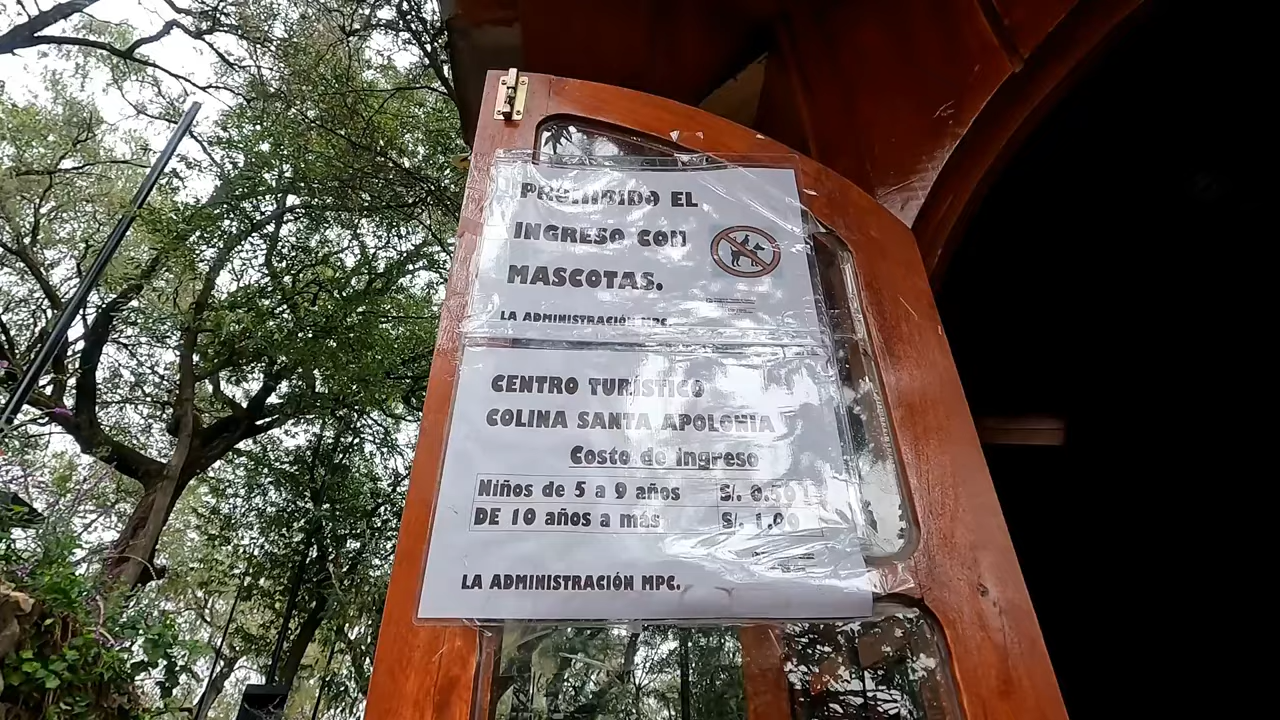 PROHIBIDO EL
INGRESO CON
MASCOTAS.
LA ADMINISTRACIÓN MPC.
CENTRO TURÍSTICO
COLINA SANTA APOLONIA
Costo de ingreso
Niños de 5 a 9 años S/. 0.50
DE 10 años a más S/. 1.00
LA ADMINISTRACIÓN MPC.